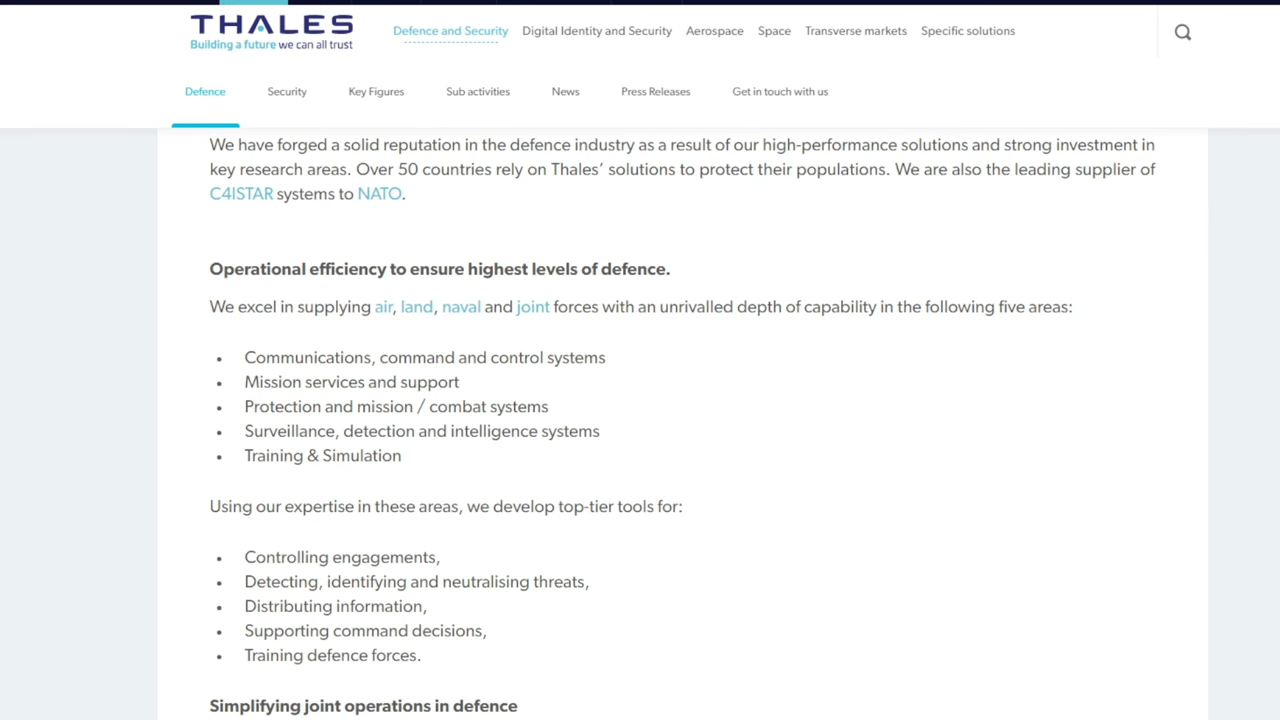 THALES
Building a future we can all trust
Defence and Security Digital Identity and Security Aerospace Space Transverse markets Specific solutions
Defence Security Key Figures Sub activities News Press Releases Get in touch with us
We have forged a solid reputation in the defence industry as a result of our high-performance solutions and strong investment in
key research areas. Over 50 countries rely on Thales’ solutions to protect their populations. We are also the leading supplier of
C4ISTAR systems to NATO.
Operational efficiency to ensure highest levels of defence.
We excel in supplying air, land, naval and joint forces with an unrivalled depth of capability in the following five areas:
• Communications, command and control systems
• Mission services and support
• Protection and mission / combat systems
• Surveillance, detection and intelligence systems
• Training & Simulation
Using our expertise in these areas, we develop top-tier tools for:
• Controlling engagements,
• Detecting, identifying and neutralising threats,
• Distributing information,
• Supporting command decisions,
• Training defence forces.
Simplifying joint operations in defence